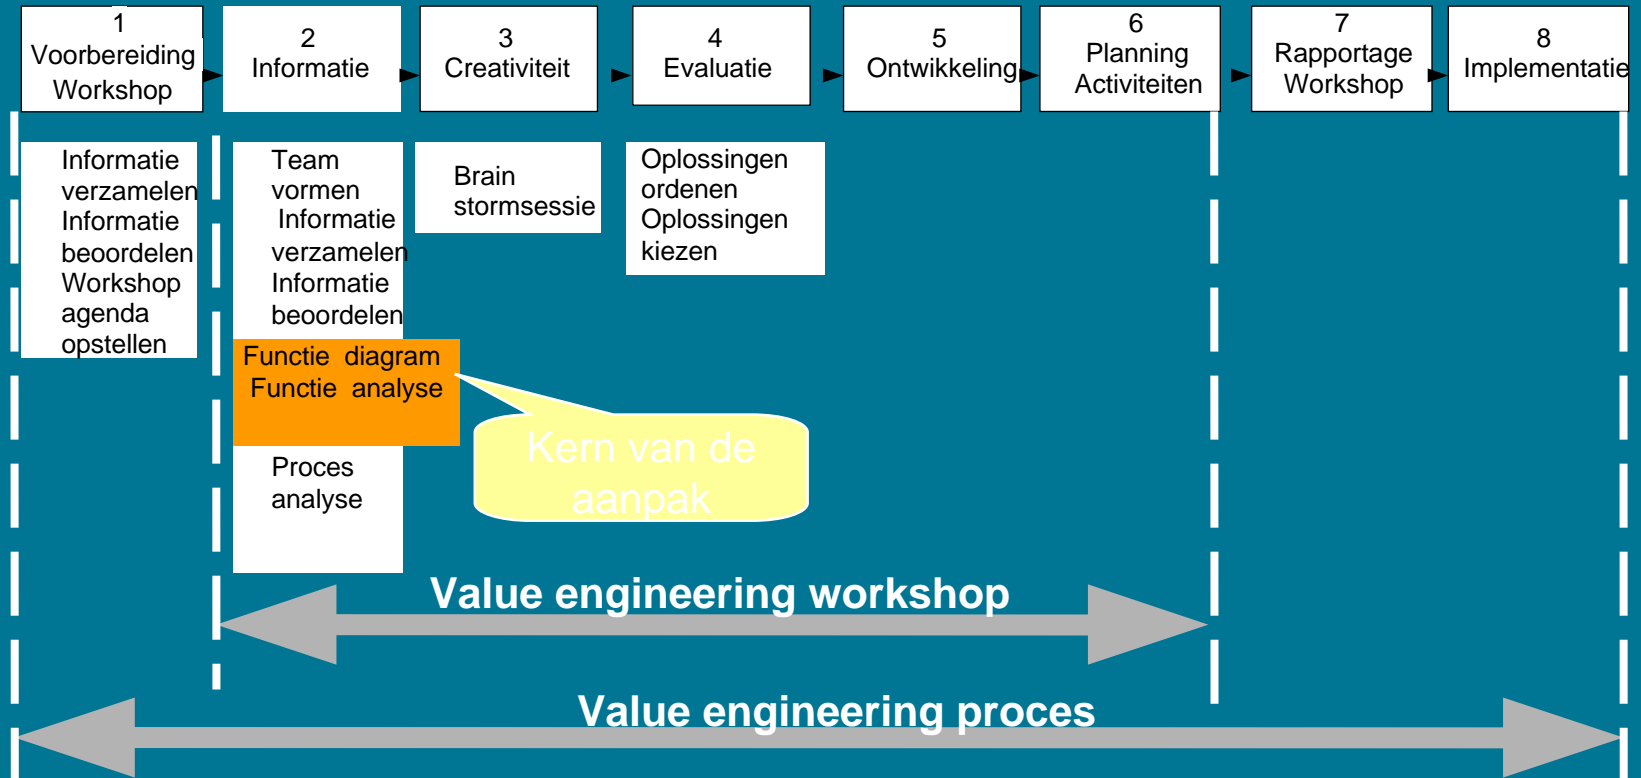 1
Voorbereiding
Workshop
2
Informatie
3
Creativiteit
4
Evaluatie
5
Ontwikkeling
6
Planning
Activiteiten
7
Rapportage
Workshop
8
Implementatie
Informatie
verzamelen
Informatie
beoordelen
Workshop
agenda
opstellen
Team
vormen
Informatie
verzamelen
Informatie
beoordelen
Functie diagram
Functie analyse
Proces
analyse
Brain
stormsessie
Oplossingen
ordenen
Oplossingen
kiezen
Kern van de
aanpak
Value engineering workshop
Value engineering proces